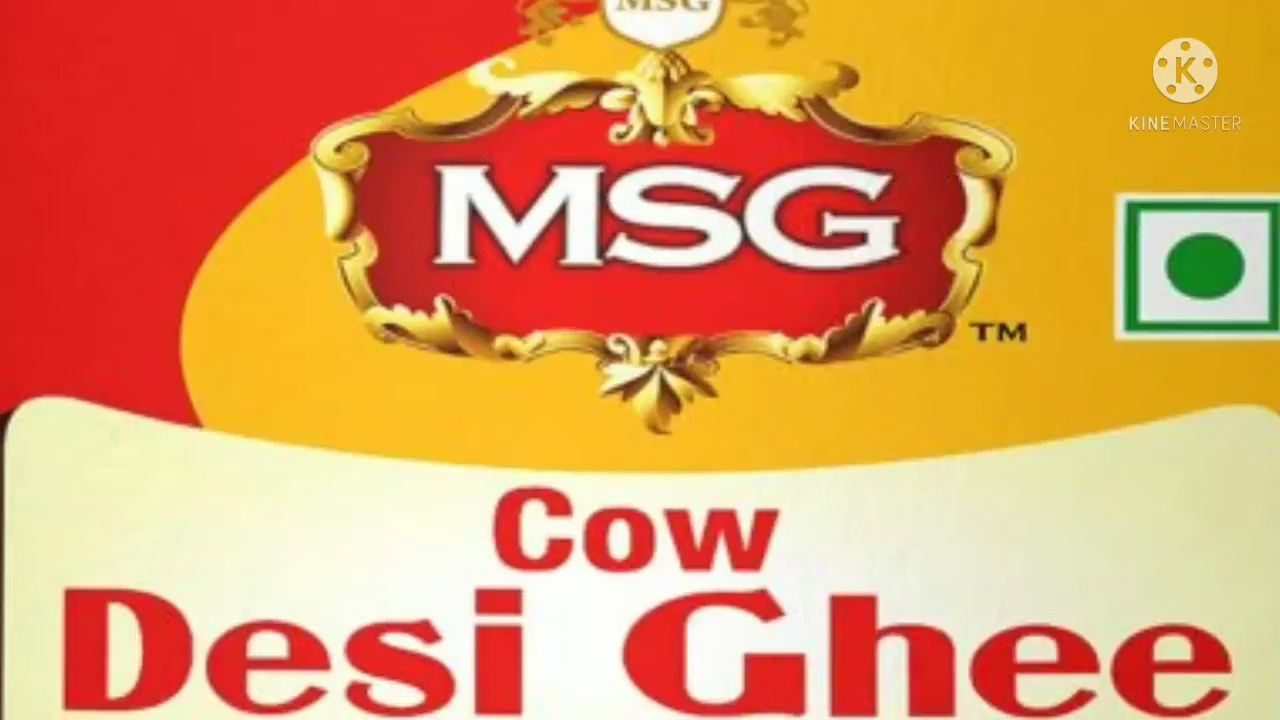 MSG
K
KINEMASTER
MSG
TM
Cow
Desi Ghee